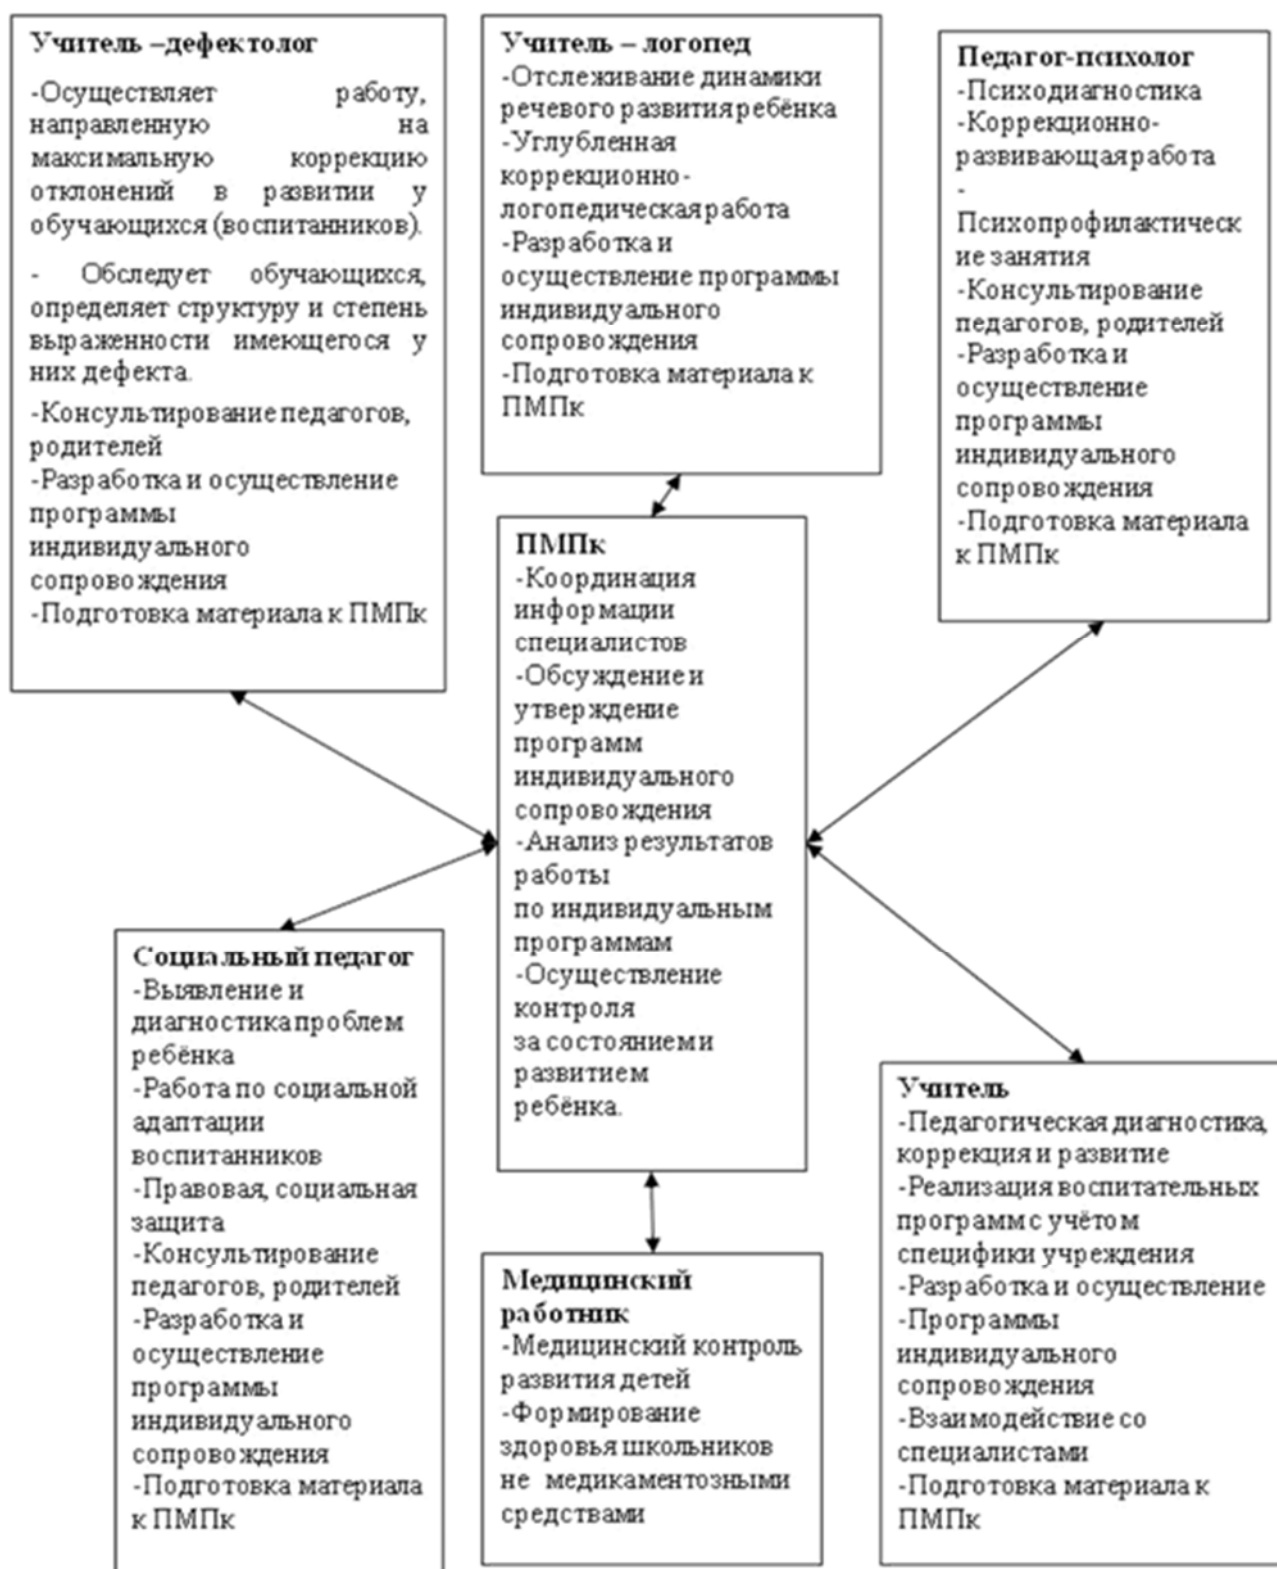 Учитель –дефектолог
-Осуществляет работу,
направленную на
максимальную коррекцию
отклонений в развитии у
обучающихся (воспитанников).
- Обследует обучающихся,
определяет структуру и степень
выраженности имеющегося у
них дефекта.
-Консультирование педагогов,
родителей
-Разработка и осуществление
программы
индивидуального
сопровождения
-Подготовка материала к ПМПк
Учитель – логопед
-Отслеживание динамики
речевого развития ребёнка
-Углубленная
коррекционно-
логопедическая работа
-Разработка и
осуществление программы
индивидуального
сопровождения
-Подготовка материала к
ПМПк
Педагог-психолог
-Психодиагностика
-Коррекционно-
развивающая работа
-
Психопрофилактическ
ие занятия
-Консультирование
педагогов, родителей
-Разработка и
осуществление
программы
индивидуального
сопровождения
-Подготовка материала
к ПМПк
ПМПк
-Координация
информации
специалистов
-Обсуждение и
утверждение
программ
индивидуального
сопровождения
-Анализ результатов
работы
по индивидуальным
программам
-Осуществление
контроля
за состоянием и
развитием
ребёнка.
Социальный педагог
-Выявление и
диагностика проблем
ребёнка
-Работа по социальной
адаптации
воспитанников
-Правовая, социальная
защита
-Консультирование
педагогов, родителей
-Разработка и
осуществление
программы
индивидуального
сопровождения
-Подготовка материала
к ПМПк
Медицинский
работник
-Медицинский контроль
развития детей
-Формирование
здоровья школьников
не медикаментозными
средствами
Учитель
-Педагогическая диагностика,
коррекция и развитие
-Реализация воспитательных
программ с учётом
специфики учреждения
-Разработка и осуществление
-Программы
индивидуального
сопровождения
-Взаимодействие со
специалистами
-Подготовка материала к
ПМПк